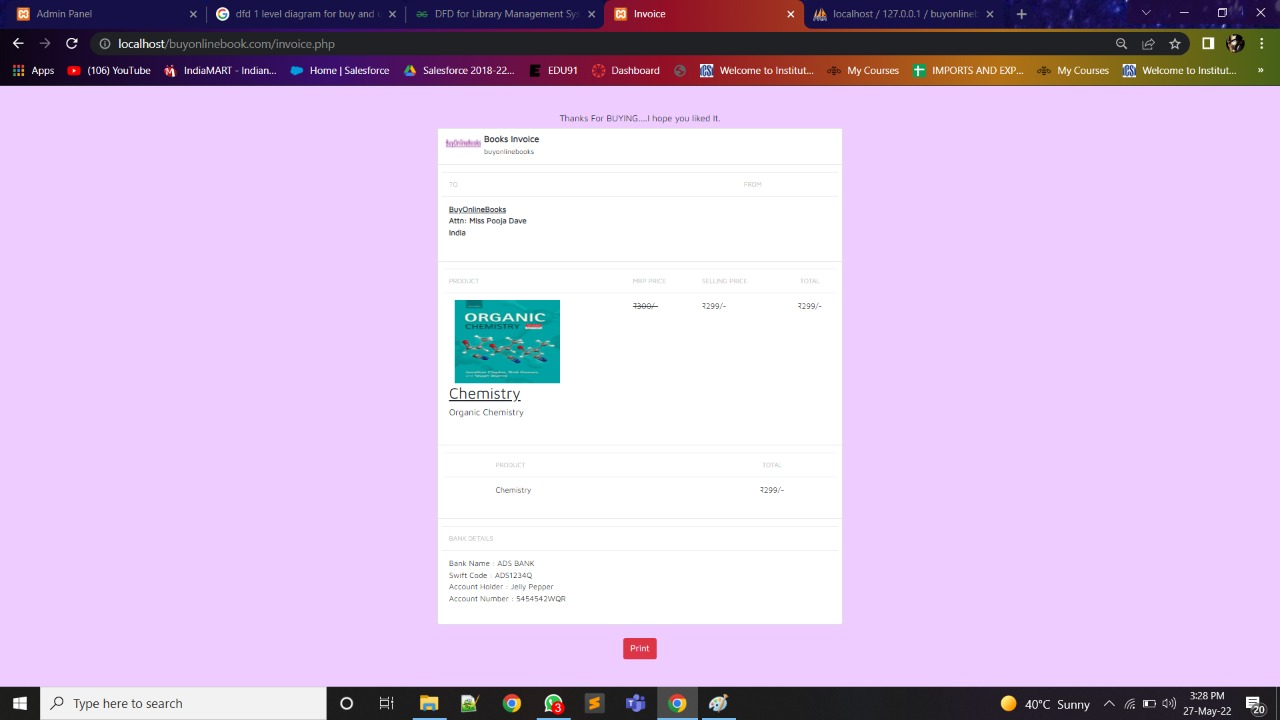 Admin Panel
dfd 1 level diagram for buy and u
DFD for Library Management Sys
Invoice
localhost / 127.0.0.1 / buyonlineb
localhost/buyonlinebook.com/invoice.php
Apps
(106) YouTube
IndiaMART - Indian...
Home | Salesforce
Salesforce 2018-22...
EDU91
Dashboard
Welcome to Institut...
My Courses
IMPORTS AND EXP...
My Courses
Welcome to Institut...
»
Thanks For BUYING....I hope you liked It.
BuyOnlinebooks
Books Invoice
buyonlinebooks
TO FROM
BuyOnlineBooks
Attn: Miss Pooja Dave
India
PRODUCT MRP PRICE SELLING PRICE TOTAL
₹300/- ₹299/- ₹299/-
ORGANIC
CHEMISTRY
Chemistry
Organic Chemistry
PRODUCT TOTAL
Chemistry ₹299/-
BANK DETAILS
Bank Name : ADS BANK
Swift Code : ADS1234Q
Account Holder : Jelly Pepper
Account Number : 5454542WQR
Print
Type here to search
3
40°C Sunny
3:28 PM
27-May-22
20